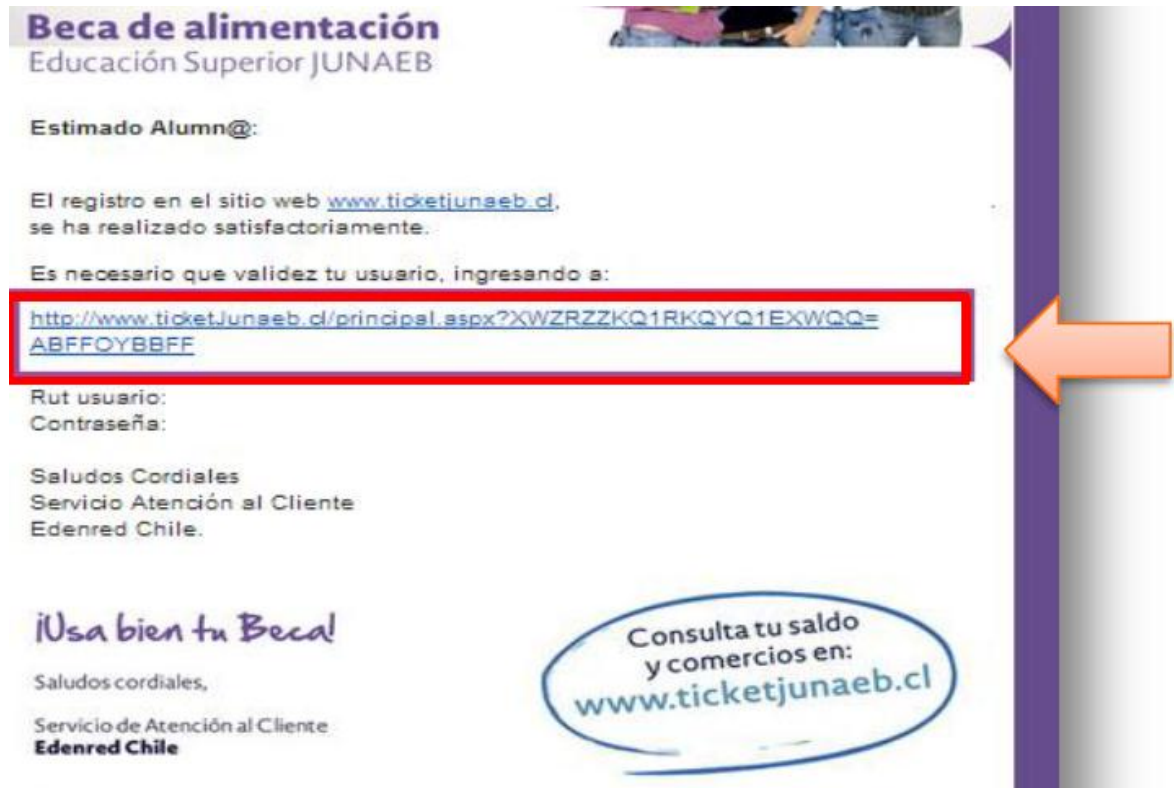 Beca de alimentación
Educación Superior JUNAEB
Estimado Alumn@:
El registro en el sitio web www.ticketjunaeb.cl,
se ha realizado satisfactoriamente.
Es necesario que validez tu usuario, ingresando a:
http://www.ticketJunaeb.cl/principal.aspx?XWZRZZKQ1RKQYQ1EXWQQ=
ABFFOYBBFF
Rut usuario:
Contraseña:
Saludos Cordiales
Servicio Atención al Cliente
Edenred Chile.
¡Usa bien tu Beca!
Saludos cordiales,
Servicio de Atención al Cliente
Edenred Chile
Consulta tu saldo
y comercios en:
www.ticketjunaeb.cl